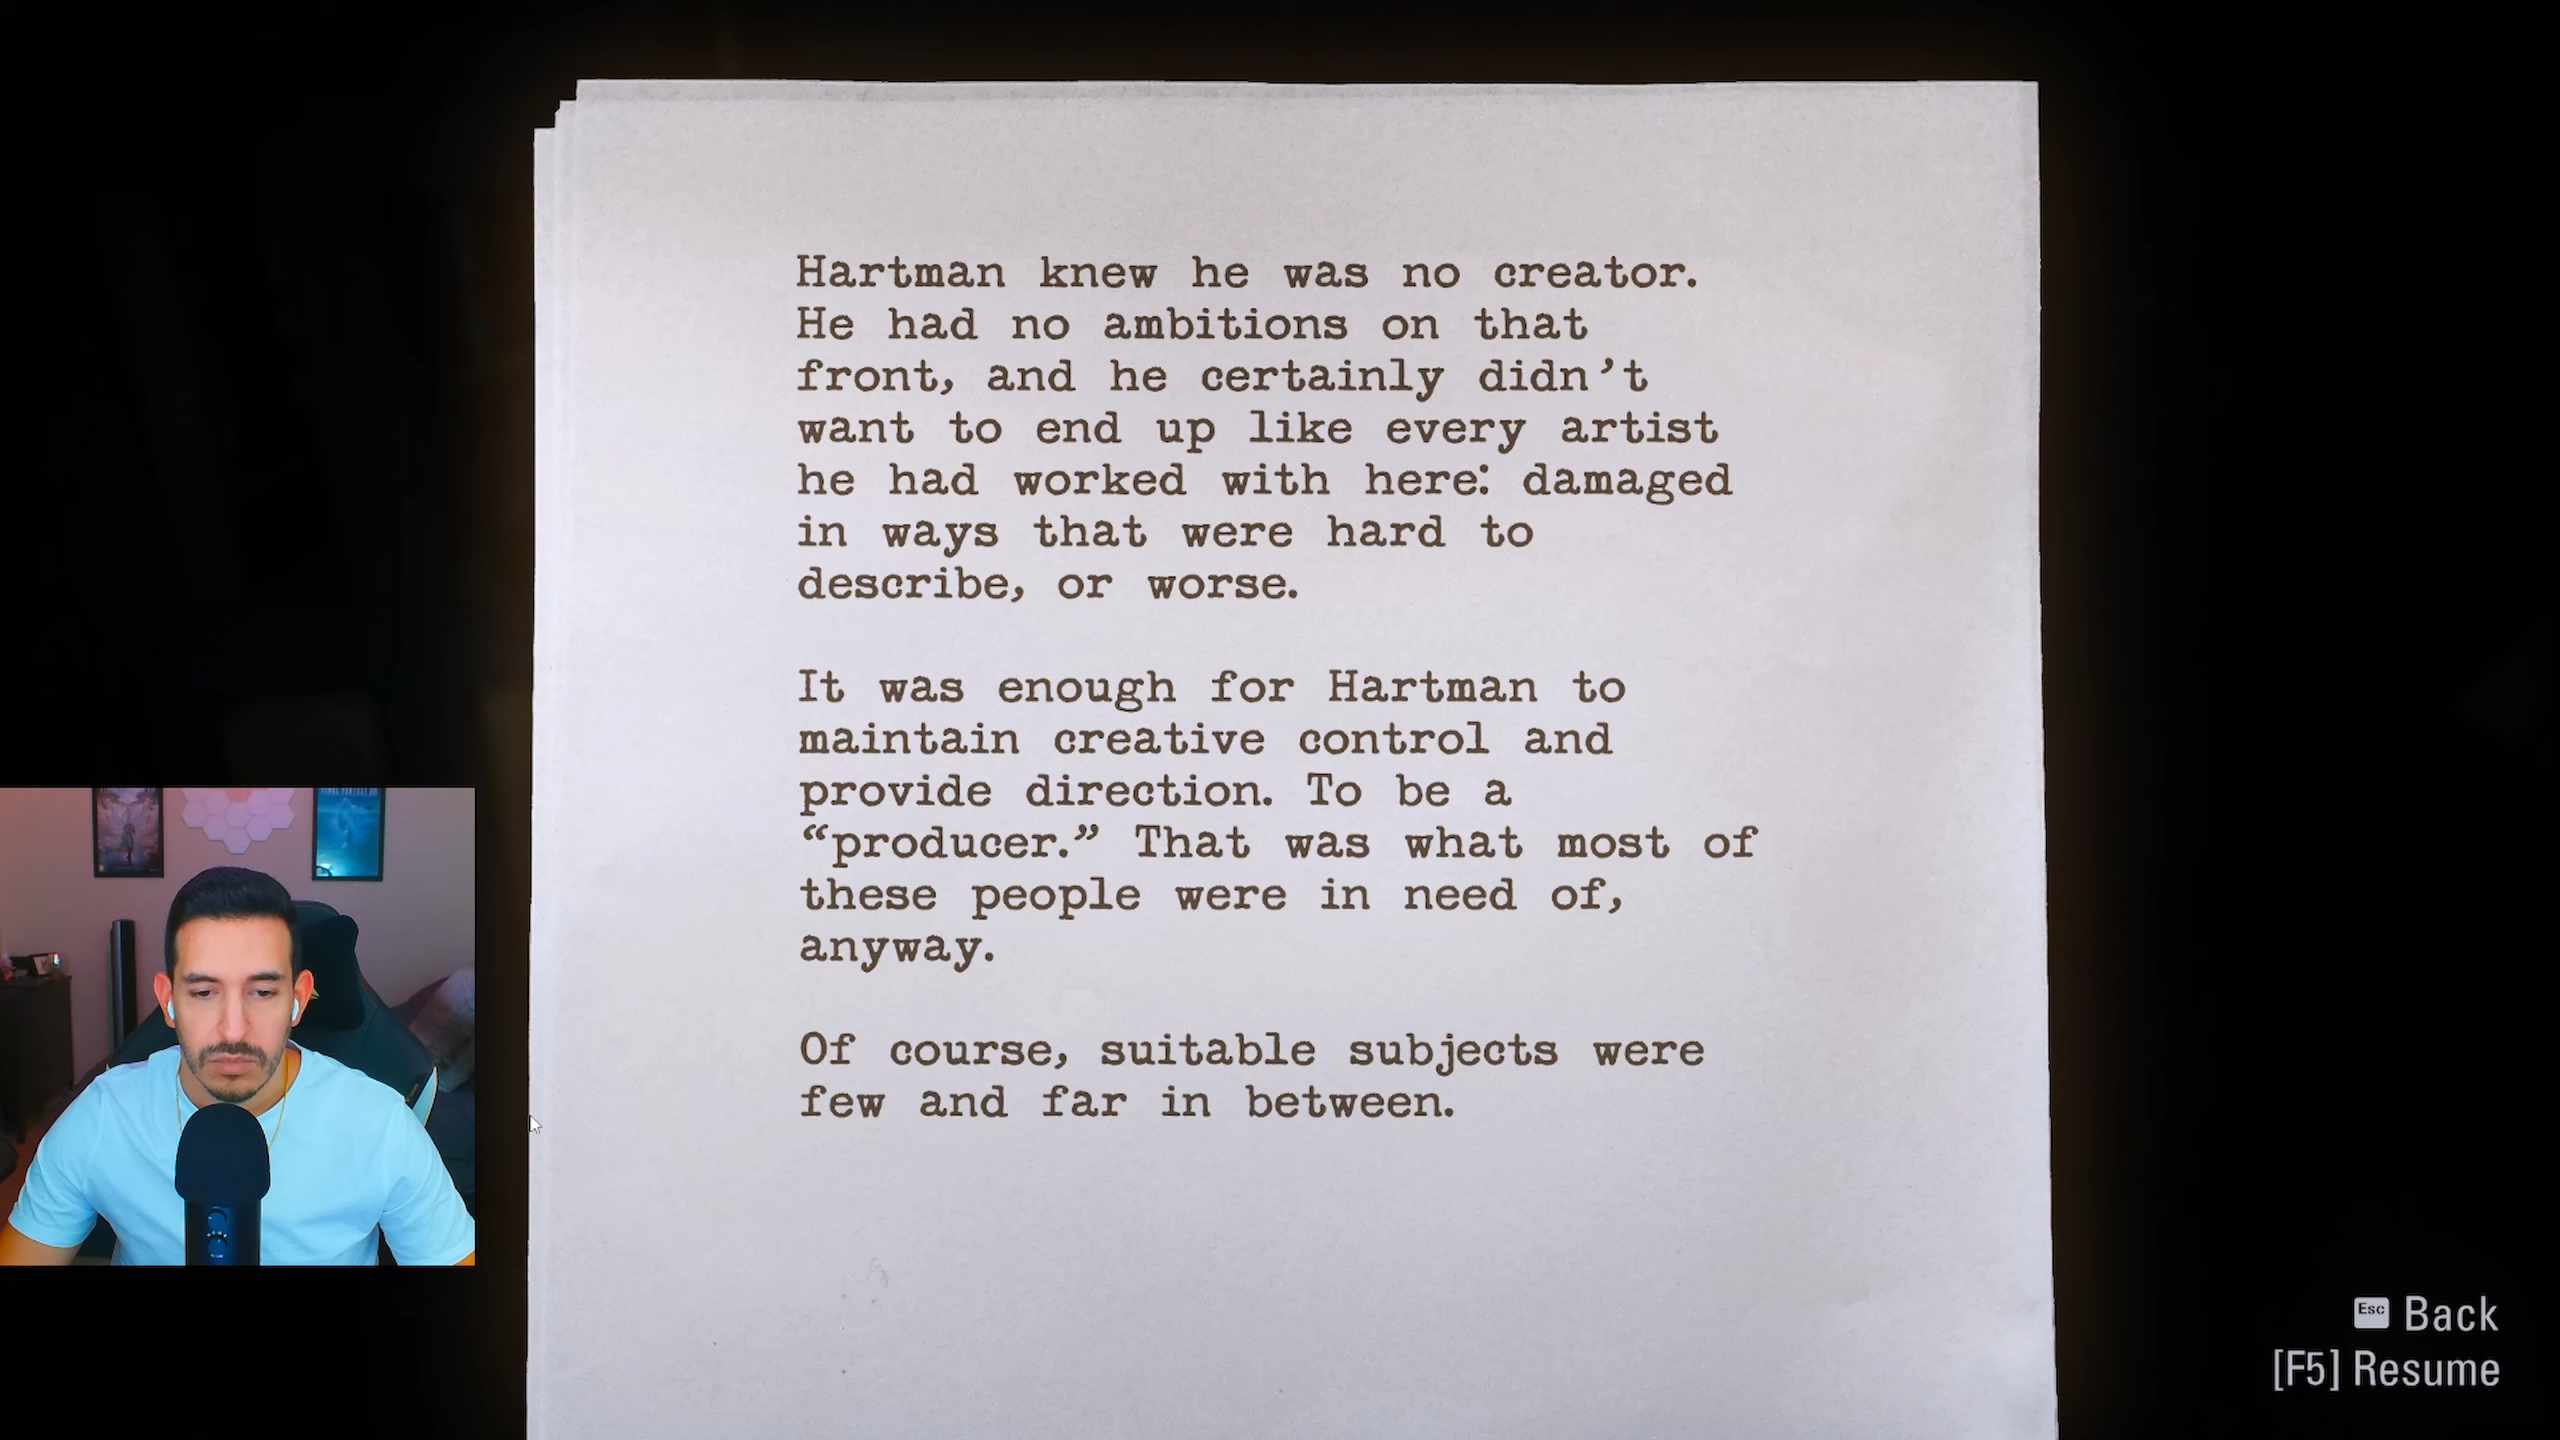 Hartman knew he was no creator.
He had no ambitions on that
front, and he certainly didn’t
want to end up like every artist
he had worked with here: damaged
in ways that were hard to
describe, or worse.
It was enough for Hartman to
maintain creative control and
provide direction. To be a
“producer.” That was what most of
these people were in need of,
anyway.
Of course, suitable subjects were
few and far in between.
Esc Back
[F5] Resume